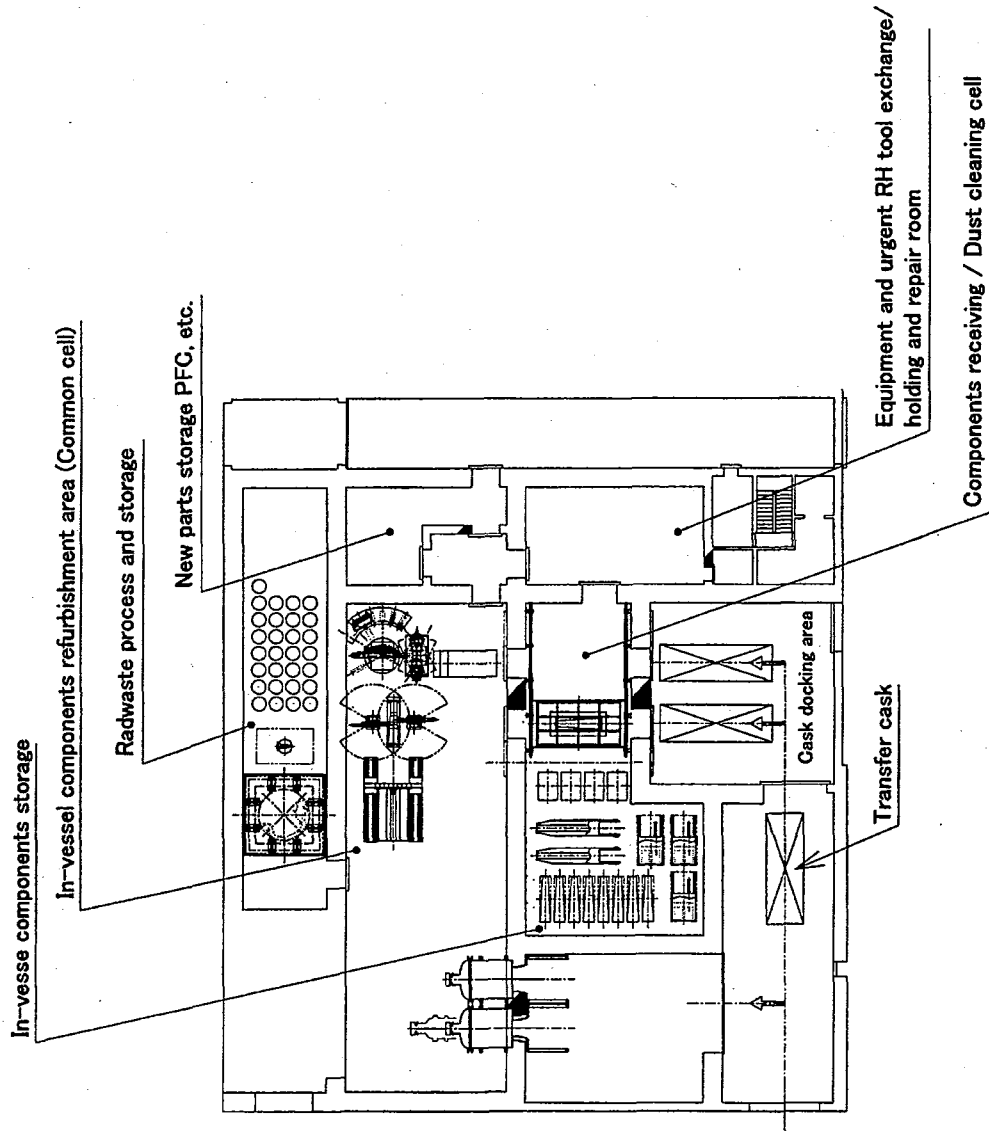 In-vesse components storage
In-vessel components refurbishment area (Common cell)
Radwaste process and storage
New parts storage PFC, etc.
Cask docking area
Transfer cask
Equipment and urgent RH tool exchange/
holding and repair room
Components receiving / Dust cleaning cell